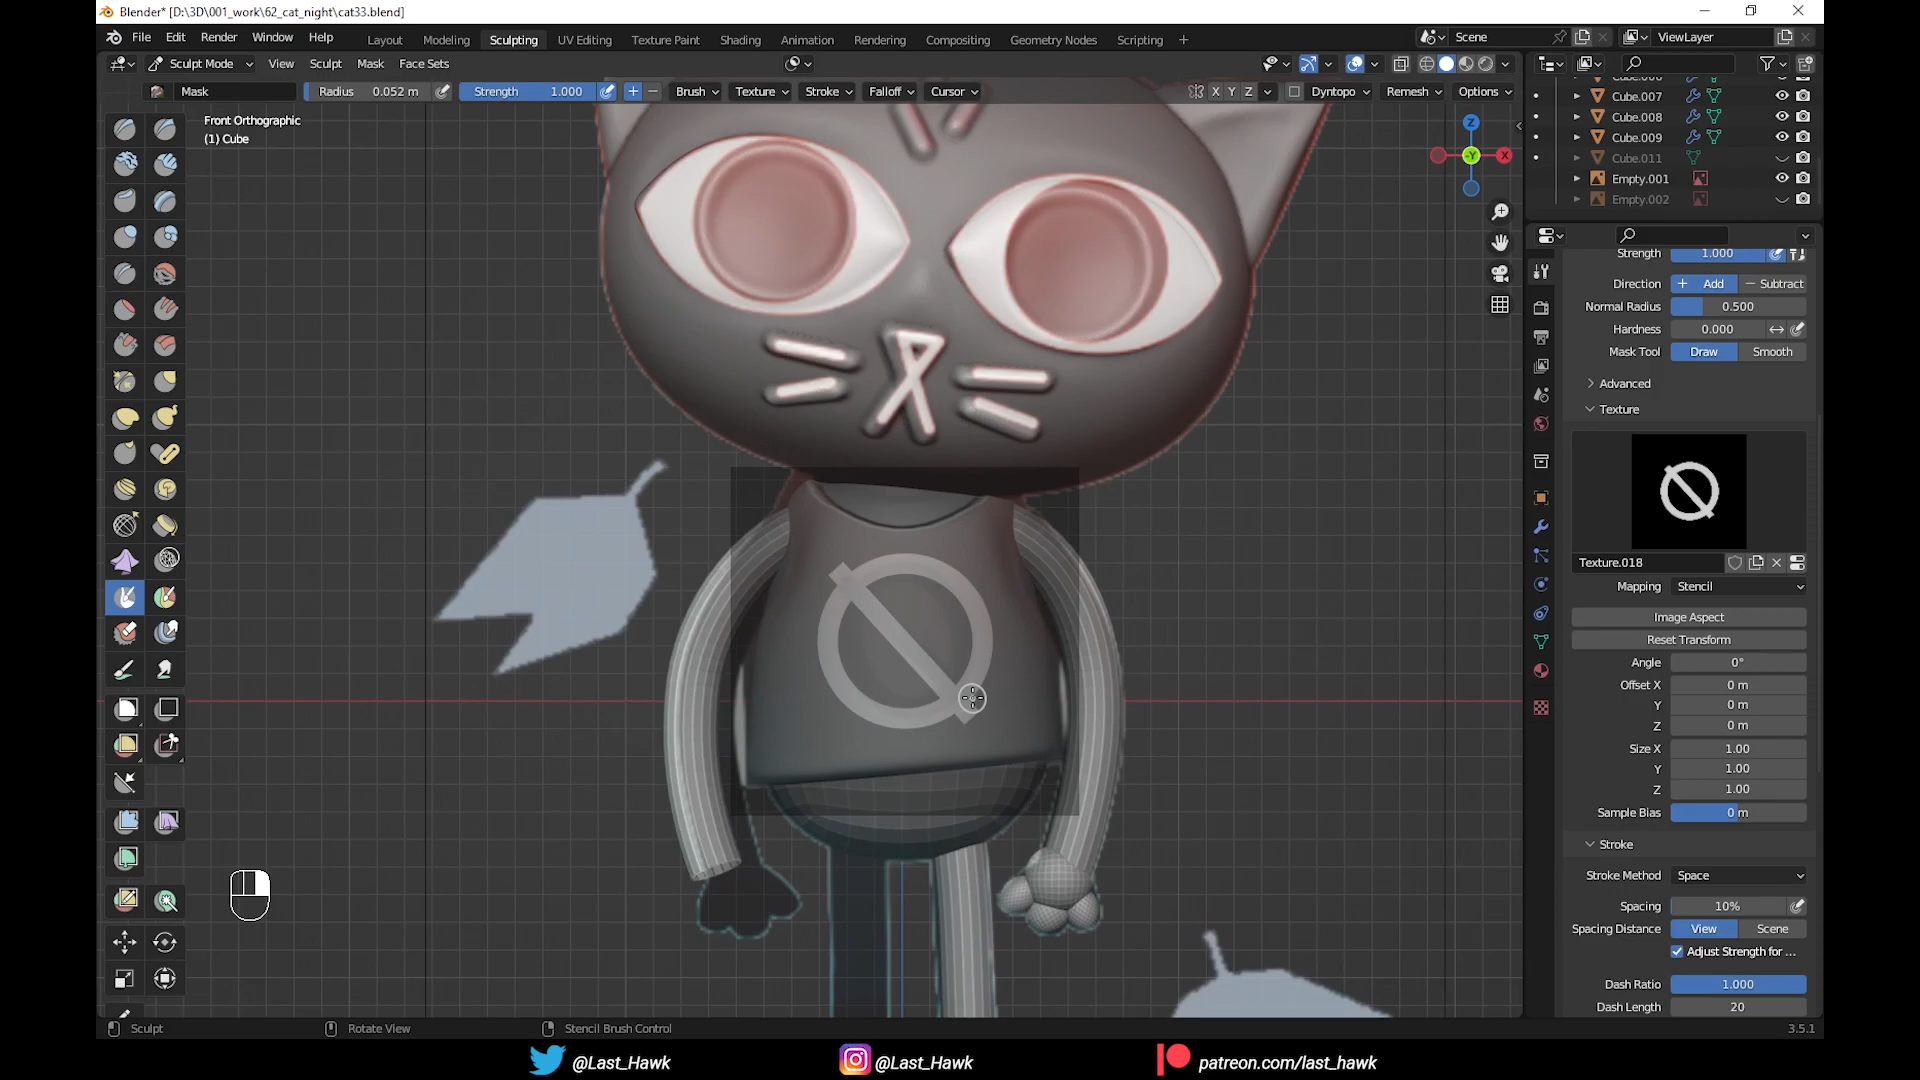 Blender* [D:\3D\001_work\62_cat_night\cat33.blend]
File Edit Render Window Help Layout Modeling Sculpting UV Editing Texture Paint Shading Animation Rendering Compositing Geometry Nodes Scripting + Scene ViewLayer
Sculpt Mode View Sculpt Mask Face Sets
Mask Radius 0.052 m Strength 1.000 Brush Texture Stroke Falloff Cursor X Y Z Dyntopo Remesh Options
Front Orthographic
(1) Cube
Z
-Y
X
Cube.007
Cube.008
Cube.009
Cube.011
Empty.001
Empty.002
Strength 1.000
Direction + Add — Subtract
Normal Radius 0.500
Hardness 0.000
Mask Tool Draw Smooth
Advanced
Texture
Texture.018
Mapping Stencil
Image Aspect
Reset Transform
Angle 0°
Offset X 0 m
Y 0 m
Z 0 m
Size X 1.00
Y 1.00
Z 1.00
Sample Bias 0 m
Stroke
Stroke Method Space
Spacing 10%
Spacing Distance View Scene
Adjust Strength for ...
Dash Ratio 1.000
Dash Length 20
Sculpt Rotate View Stencil Brush Control 3.5.1
@Last_Hawk @Last_Hawk patreon.com/last_hawk